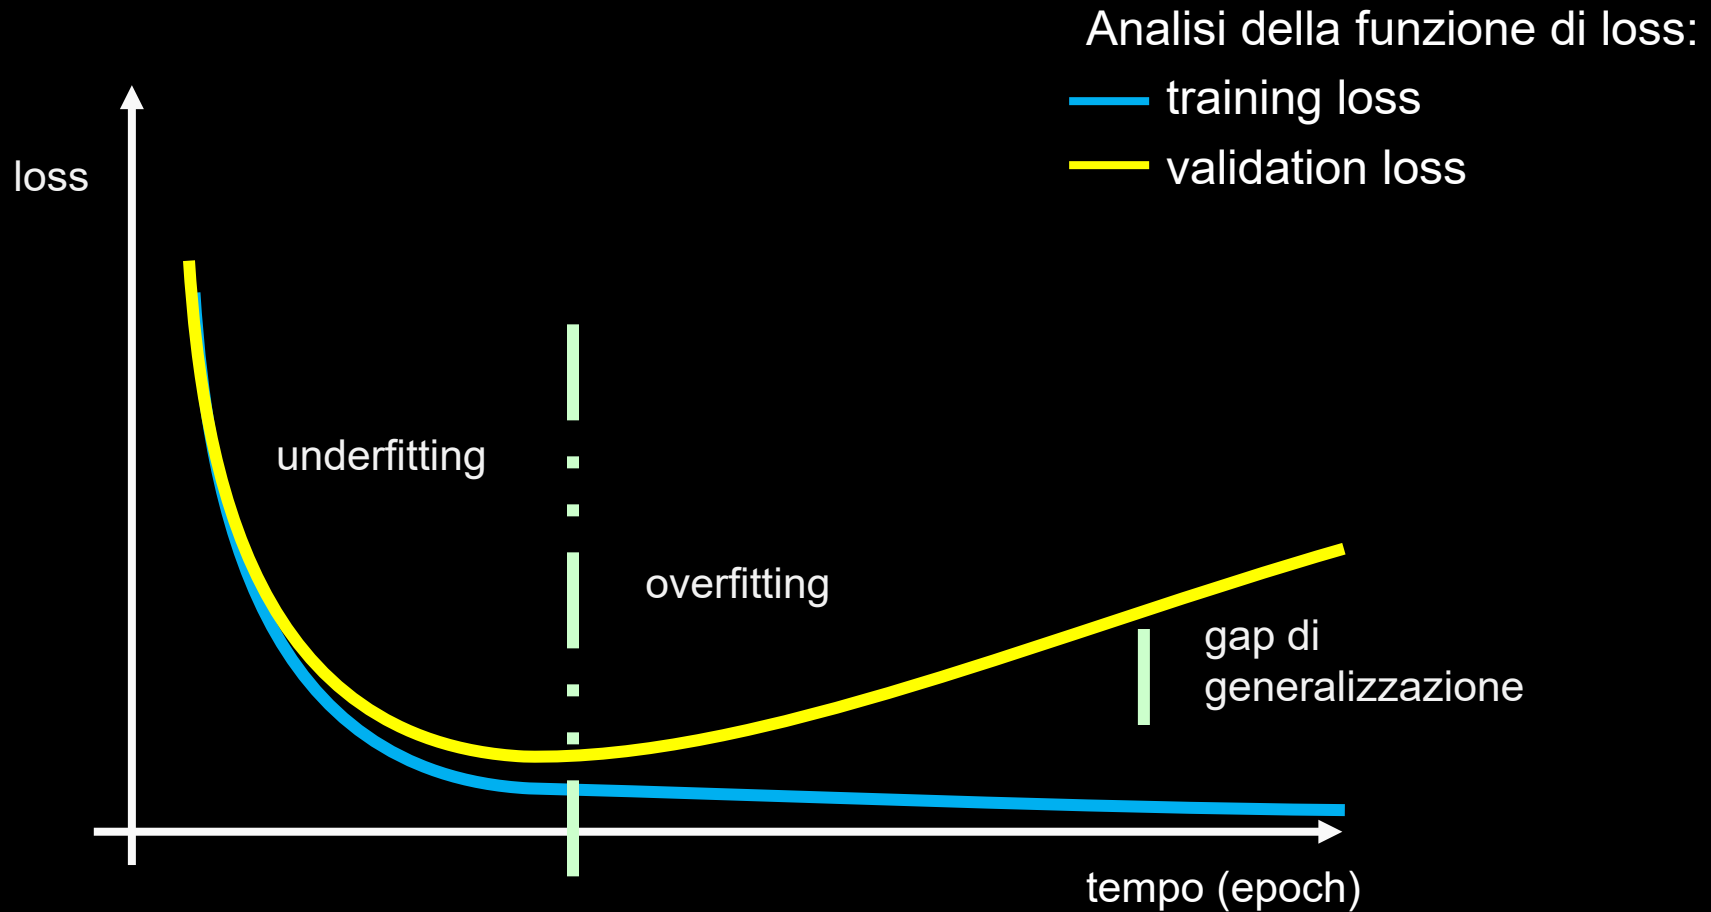 Analisi della funzione di loss:
training loss
validation loss
loss
underfitting
overfitting
gap di
generalizzazione
tempo (epoch)